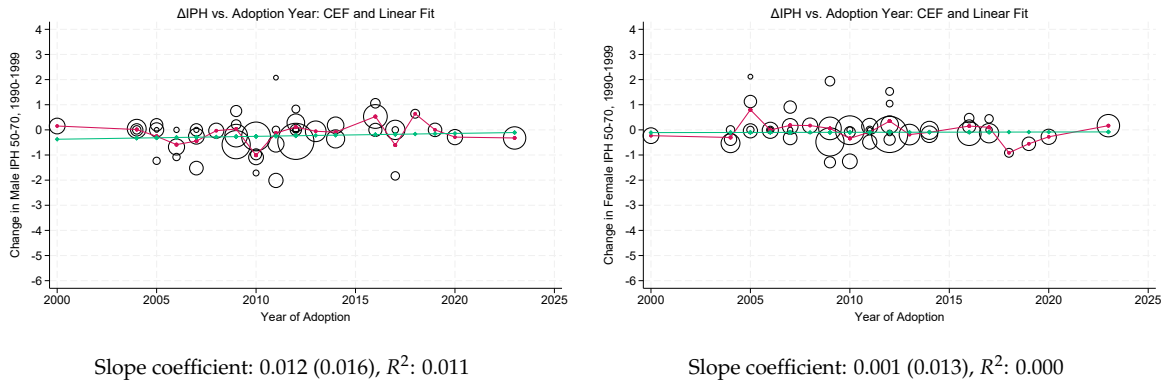 ΔIPH vs. Adoption Year: CEF and Linear Fit
Change in Male IPH 50-70, 1990-1999
4
3
2
1
0
-1
-2
-3
-4
-5
-6
2000 2005 2010 2015 2020 2025
Year of Adoption
Slope coefficient: 0.012 (0.016), R²: 0.011
ΔIPH vs. Adoption Year: CEF and Linear Fit
Change in Female IPH 50-70, 1990-1999
4
3
2
1
0
-1
-2
-3
-4
-5
-6
2000 2005 2010 2015 2020 2025
Year of Adoption
Slope coefficient: 0.001 (0.013), R²: 0.000